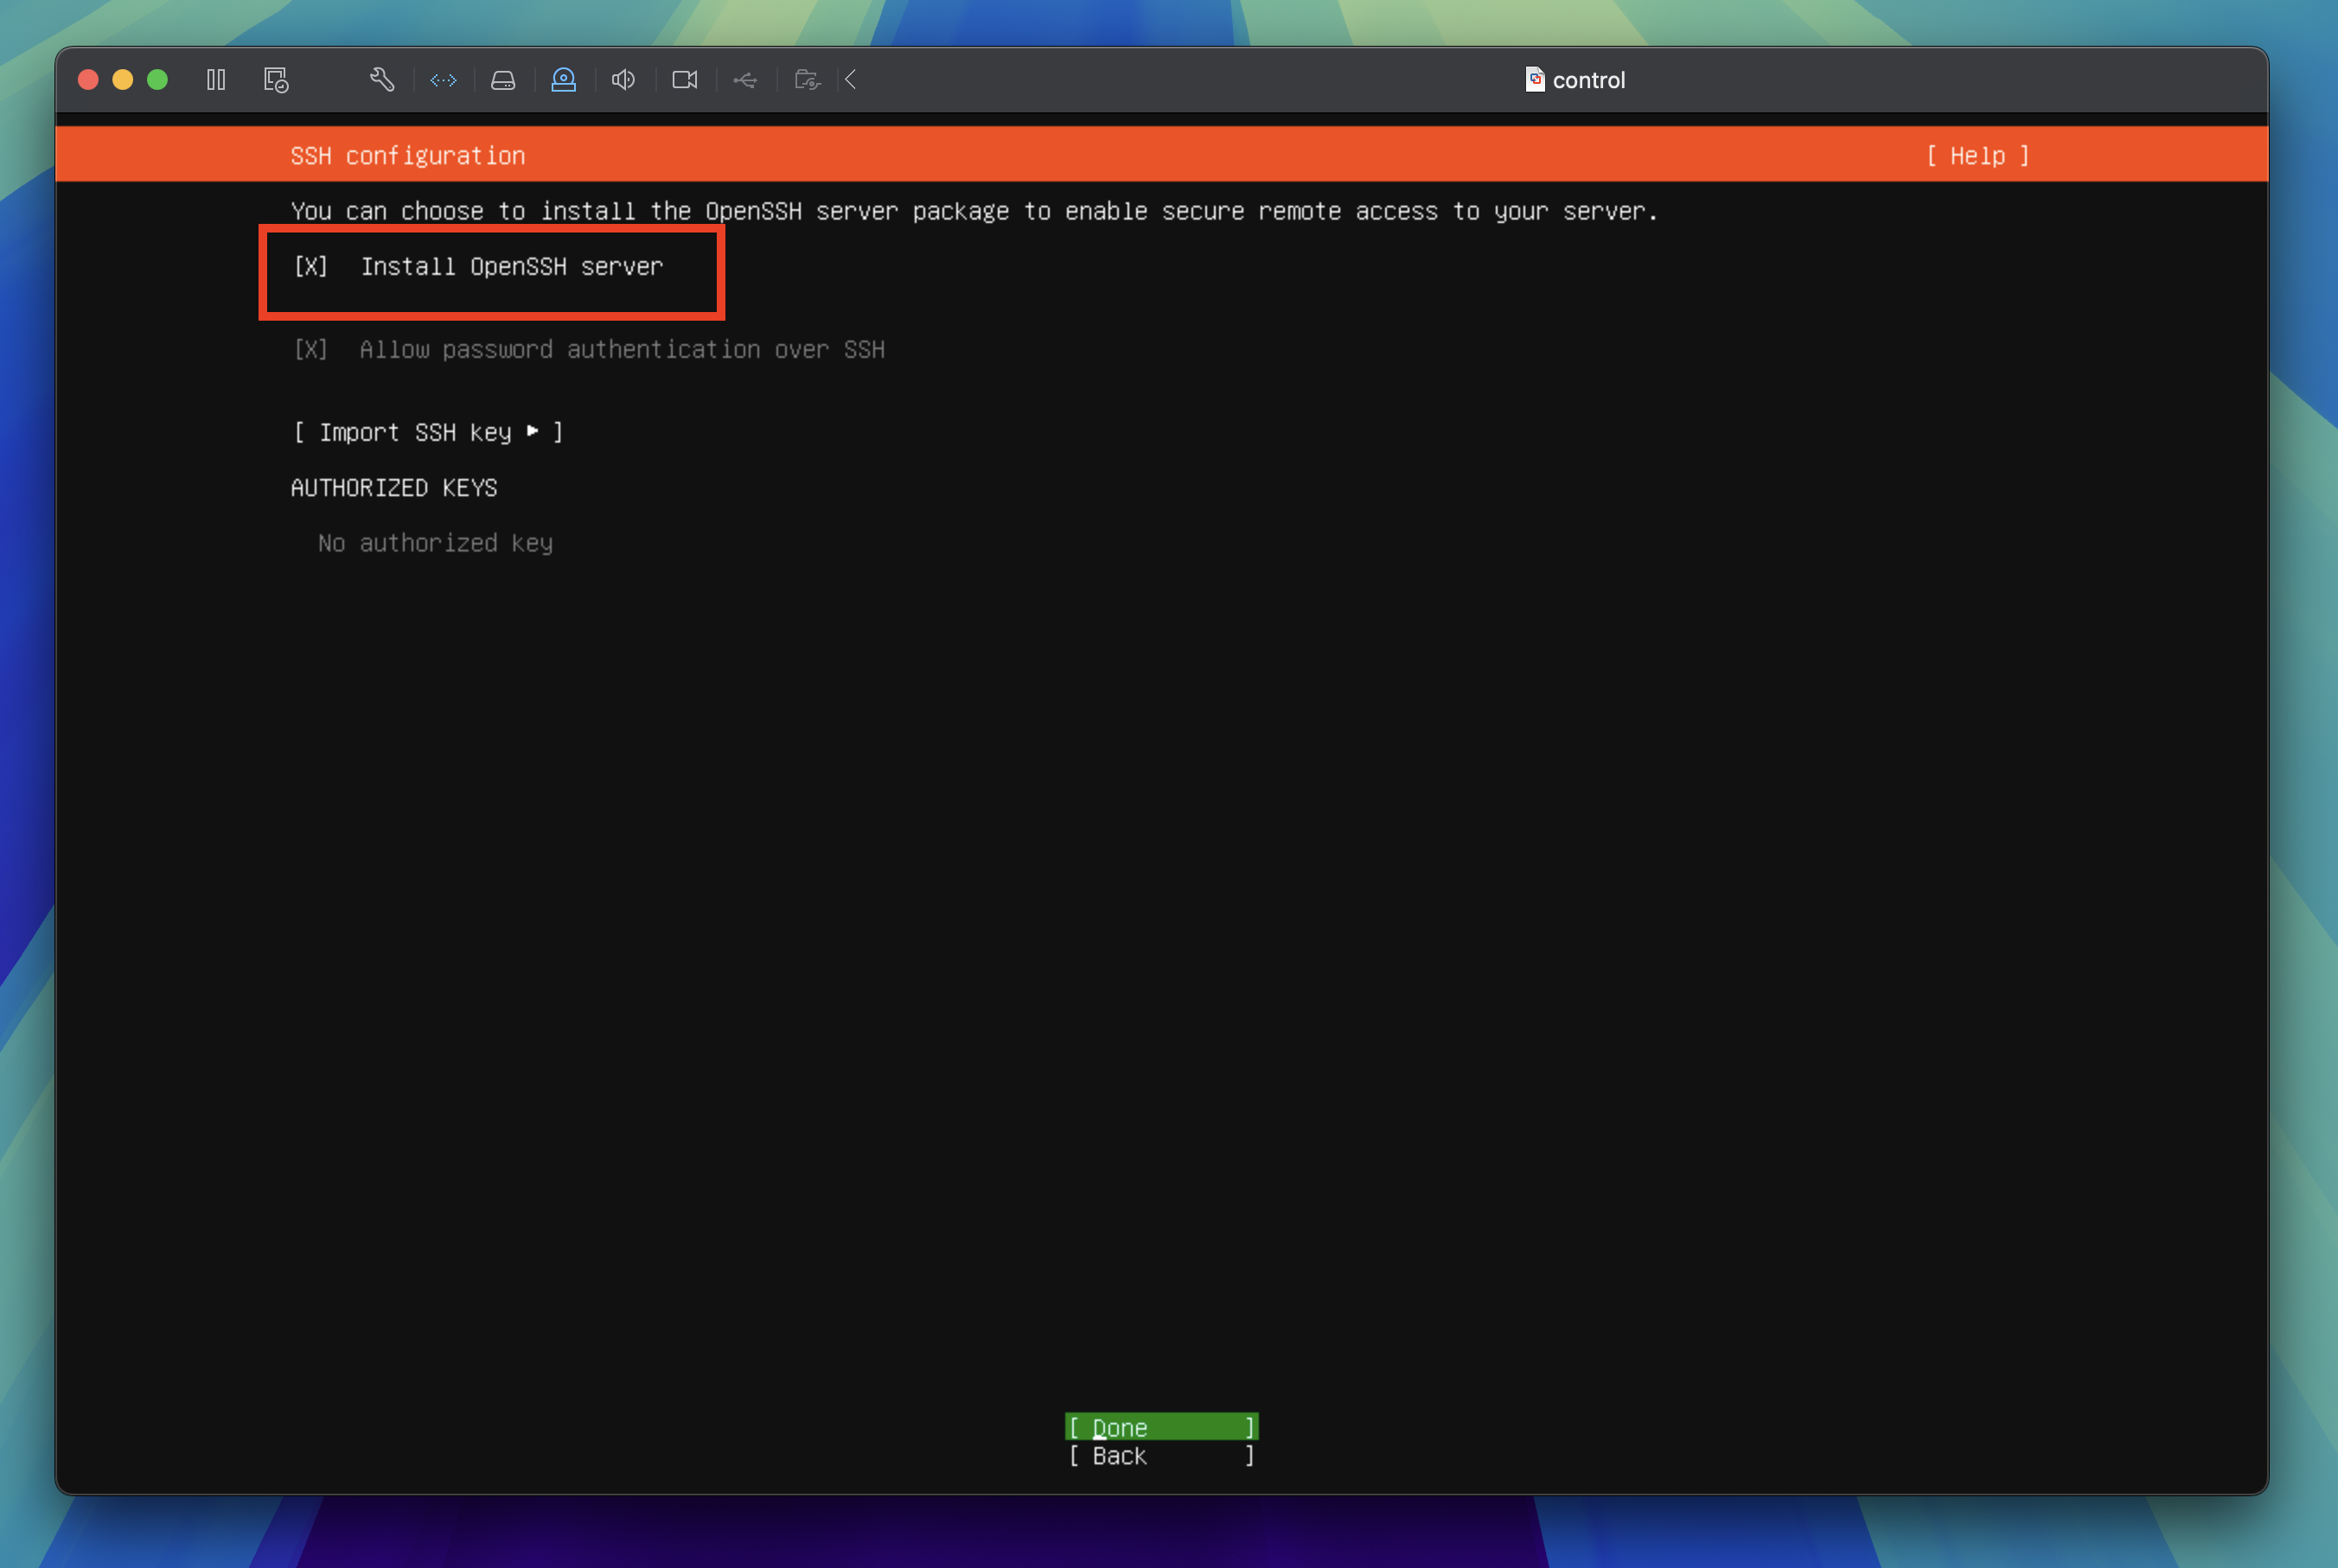 control
SSH configuration [ Help ]
You can choose to install the OpenSSH server package to enable secure remote access to your server.
[X] Install OpenSSH server
[X] Allow password authentication over SSH
[ Import SSH key ▸ ]
AUTHORIZED KEYS
No authorized key
[ Done ]
[ Back ]